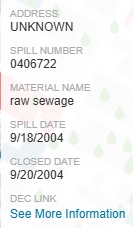 ADDRESS
UNKNOWN
SPILL NUMBER
0406722
MATERIAL NAME
raw sewage
SPILL DATE
9/18/2004
CLOSED DATE
9/20/2004
DEC LINK
See More Information